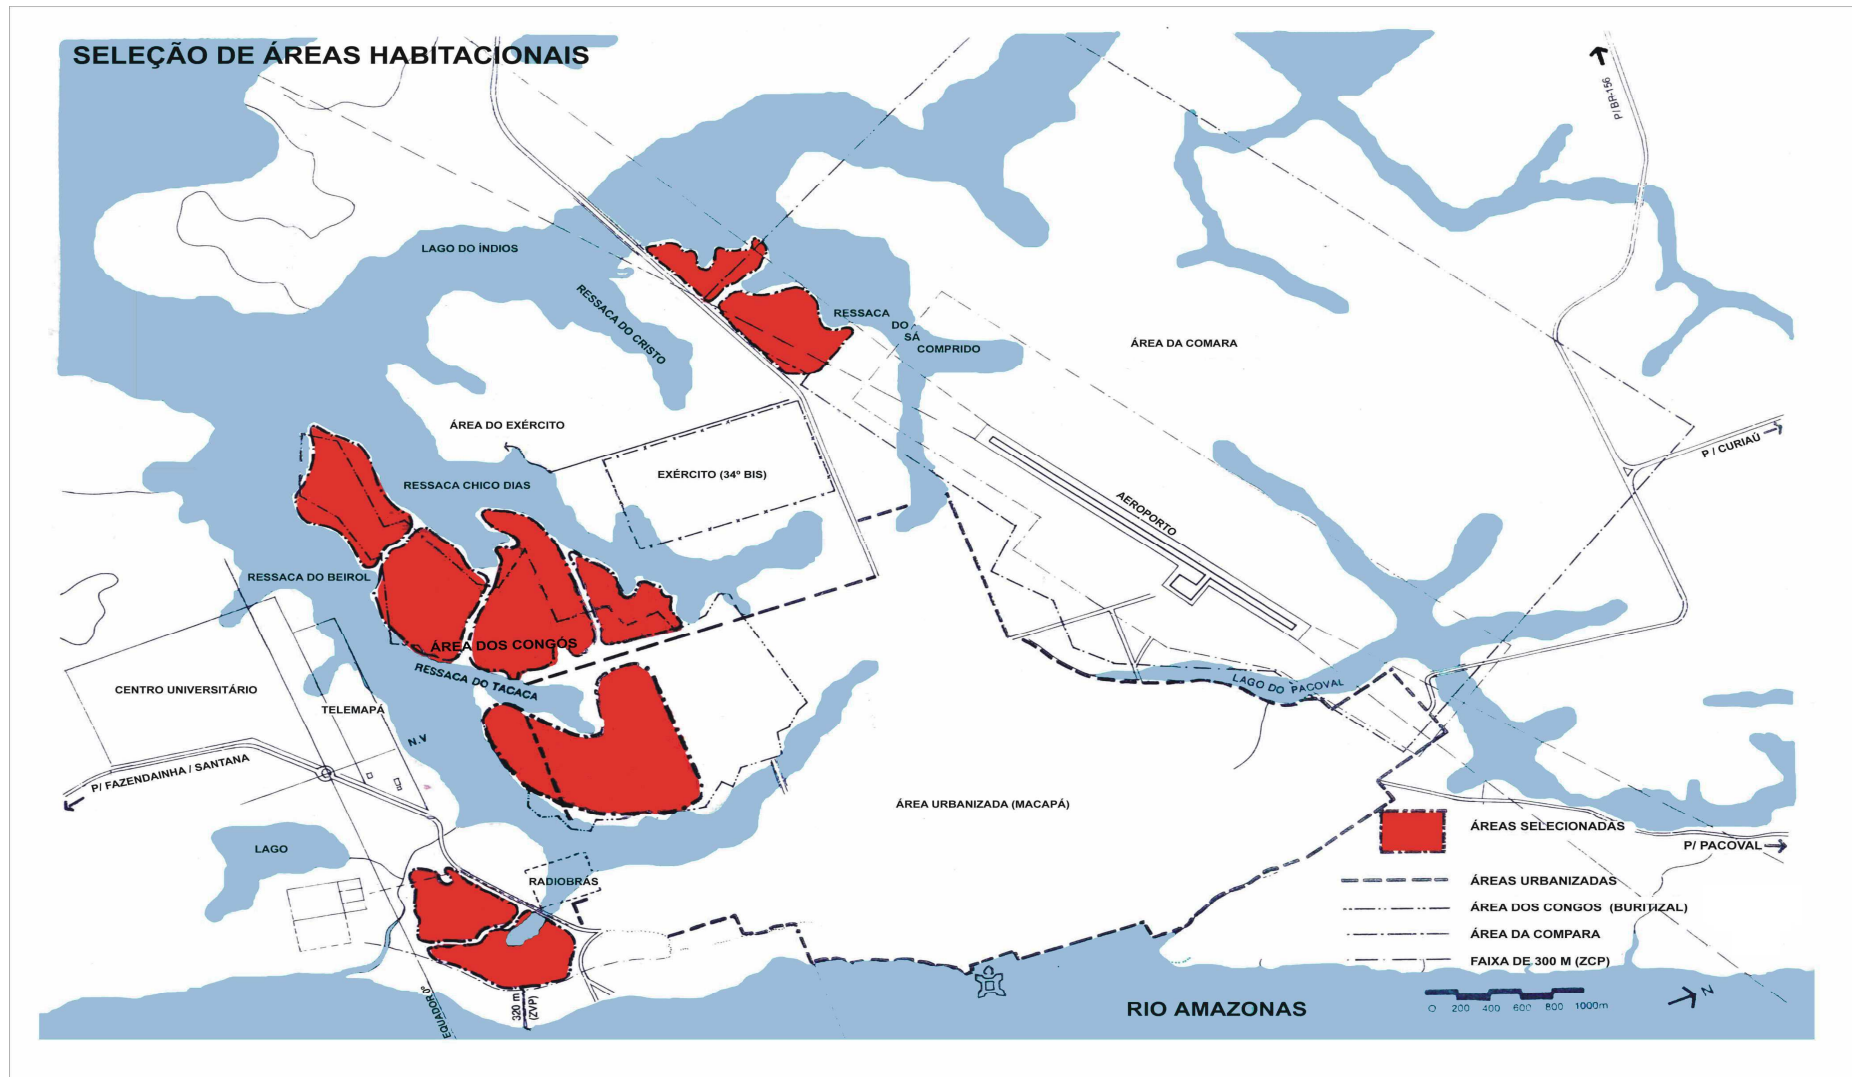 SELEÇÃO DE ÁREAS HABITACIONAIS
P/BR-156
LAGO DO ÍNDIOS
RESSACA DO CRISTO
RESSACA
DO
SÁ
COMPRIDO
ÁREA DA COMARA
ÁREA DO EXÉRCITO
EXÉRCITO (34º BIS)
RESSACA CHICO DIAS
AEROPORTO
P / CURIAÚ
RESSACA DO BEIROL
ÁREA DOS CONGÓS
RESSACA DO TACACA
CENTRO UNIVERSITÁRIO
TELEMAPÁ
N.V
LAGO DO PACOVAL
P/ FAZENDAINHA / SANTANA
ÁREA URBANIZADA (MACAPÁ)
LAGO
RADIOBRÁS
ÁREAS SELECIONADAS
P/ PACOVAL
ÁREAS URBANIZADAS
ÁREA DOS CONGOS (BURITIZAL)
ÁREA DA COMPARA
FAIXA DE 300 M (ZCP)
EQUADOR 0º
320 m
(ZVP)
RIO AMAZONAS
N
O 200 400 600 800 1000m